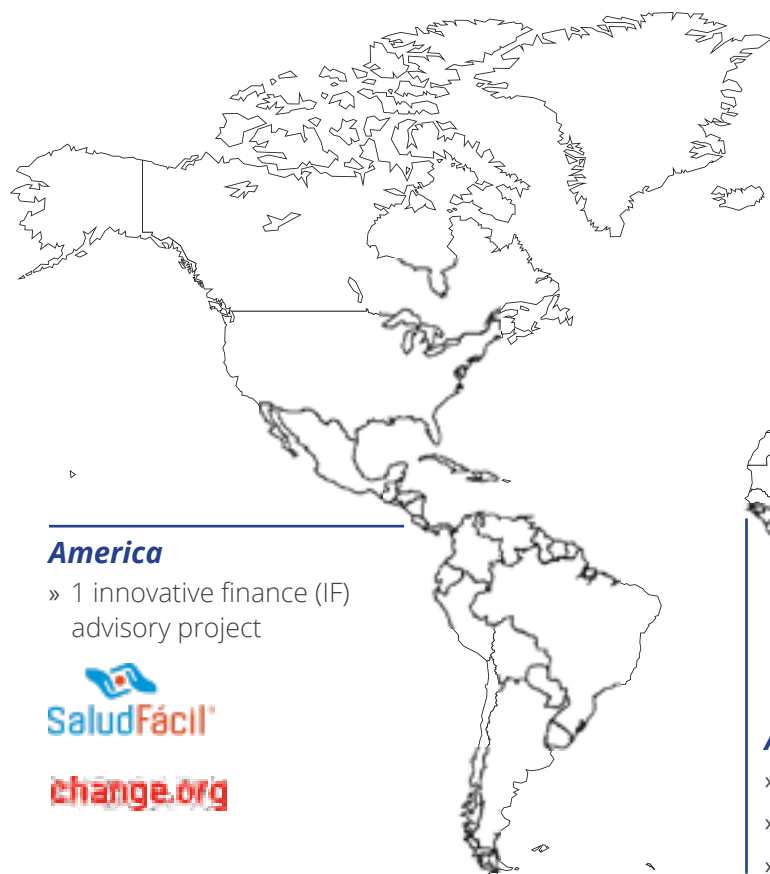 America
» 1 innovative finance (IF)
advisory project
SaludFácil®
change.org
»
»
»